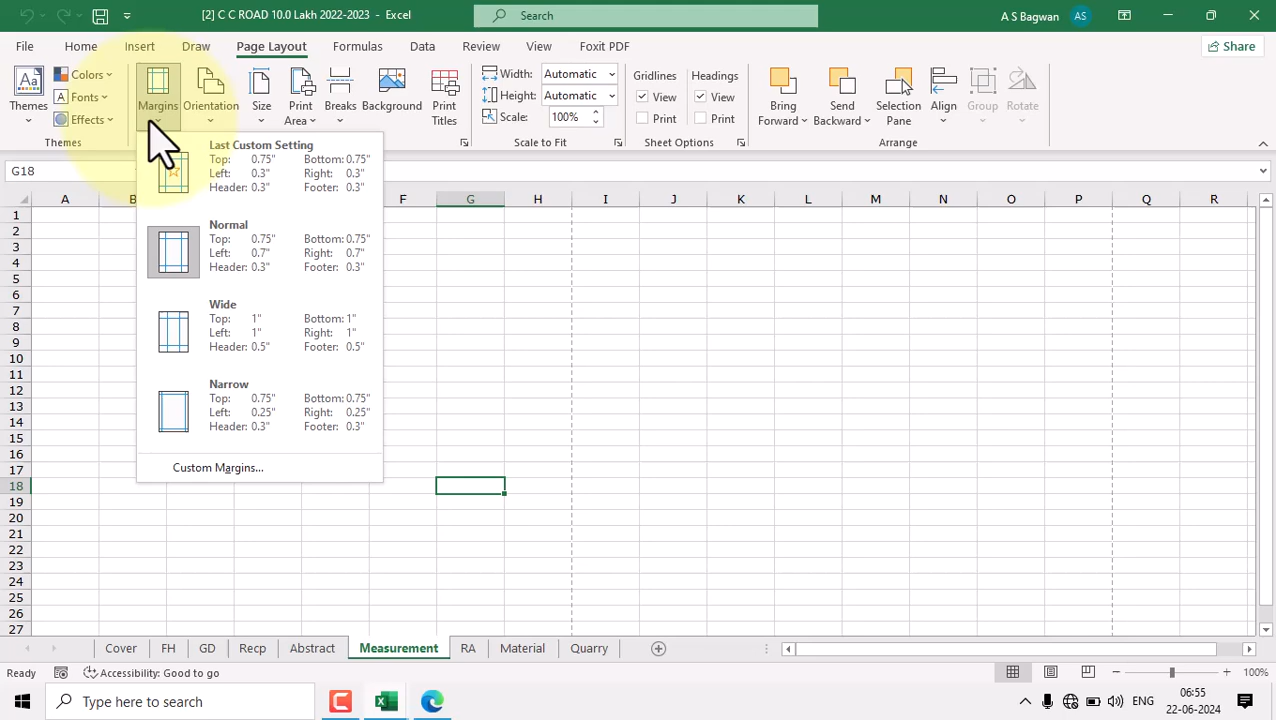 [2] C C ROAD 10.0 Lakh 2022-2023 - Excel
Search
A S Bagwan
AS
File Home Insert Draw Page Layout Formulas Data Review View Foxit PDF
Share
Themes
Colors
Fonts
Effects
Themes
Margins
Orientation
Size
Print
Area
Breaks
Background
Print
Titles
Width: Automatic
Height: Automatic
Scale: 100%
Scale to Fit
Gridlines Headings
View View
Print Print
Sheet Options
Bring
Forward
Send
Backward
Selection
Pane
Align
Group
Rotate
Arrange
G18
Last Custom Setting
Top: 0.75" Bottom: 0.75"
Left: 0.3" Right: 0.3"
Header: 0.3" Footer: 0.3"
Normal
Top: 0.75" Bottom: 0.75"
Left: 0.7" Right: 0.7"
Header: 0.3" Footer: 0.3"
Wide
Top: 1" Bottom: 1"
Left: 1" Right: 1"
Header: 0.5" Footer: 0.5"
Narrow
Top: 0.75" Bottom: 0.75"
Left: 0.25" Right: 0.25"
Header: 0.3" Footer: 0.3"
Custom Margins...
A B F G H I J K L M N O P Q R
1
2
3
4
5
6
7
8
9
10
11
12
13
14
15
16
17
18
19
20
21
22
23
24
25
26
27
Cover FH GD Recp Abstract Measurement RA Material Quarry
Ready
Accessibility: Good to go
100%
Type here to search
ENG
06:55
22-06-2024